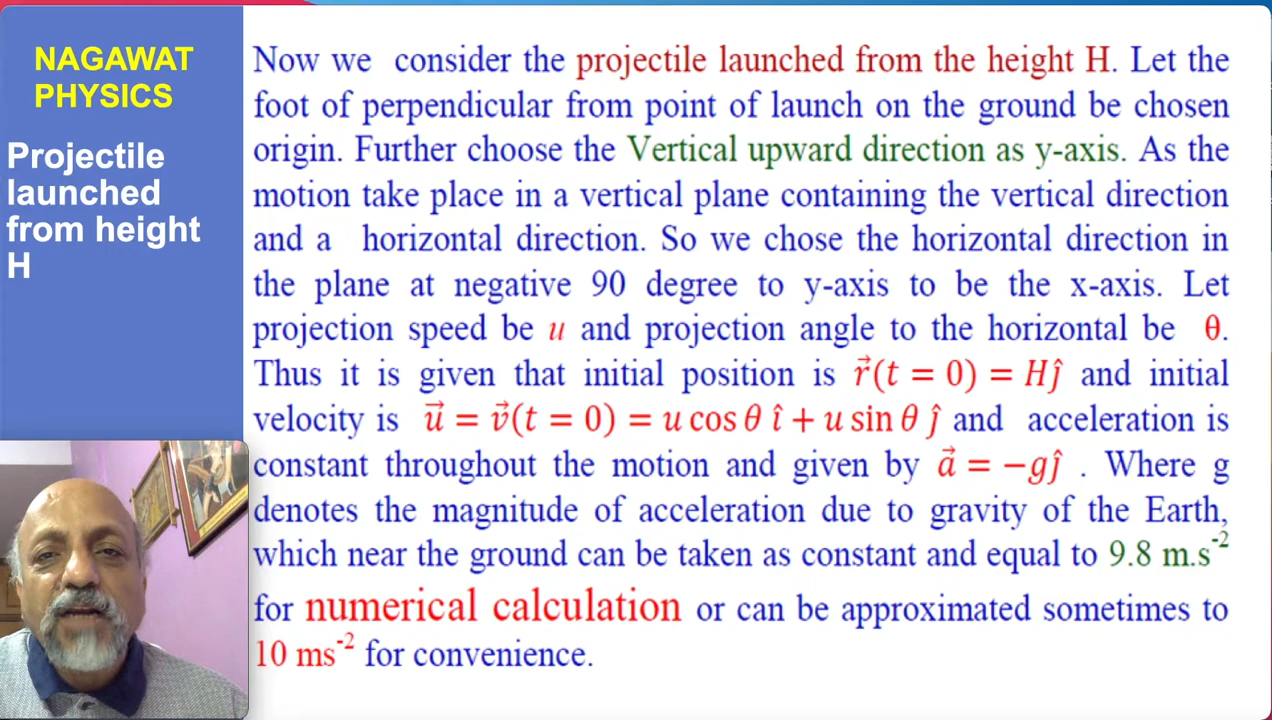 NAGAWAT
PHYSICS
Projectile
launched
from height
H
Now we consider the projectile launched from the height H. Let the
foot of perpendicular from point of launch on the ground be chosen
origin. Further choose the Vertical upward direction as y-axis. As the
motion take place in a vertical plane containing the vertical direction
and a horizontal direction. So we chose the horizontal direction in
the plane at negative 90 degree to y-axis to be the x-axis. Let
projection speed be u and projection angle to the horizontal be θ.
Thus it is given that initial position is r⃗(t = 0) = Hĵ and initial
velocity is u⃗ = v⃗(t = 0) = u cos θ î + u sin θ ĵ and acceleration is
constant throughout the motion and given by a⃗ = −gĵ . Where g
denotes the magnitude of acceleration due to gravity of the Earth,
which near the ground can be taken as constant and equal to 9.8 m.s⁻²
for numerical calculation or can be approximated sometimes to
10 ms⁻² for convenience.